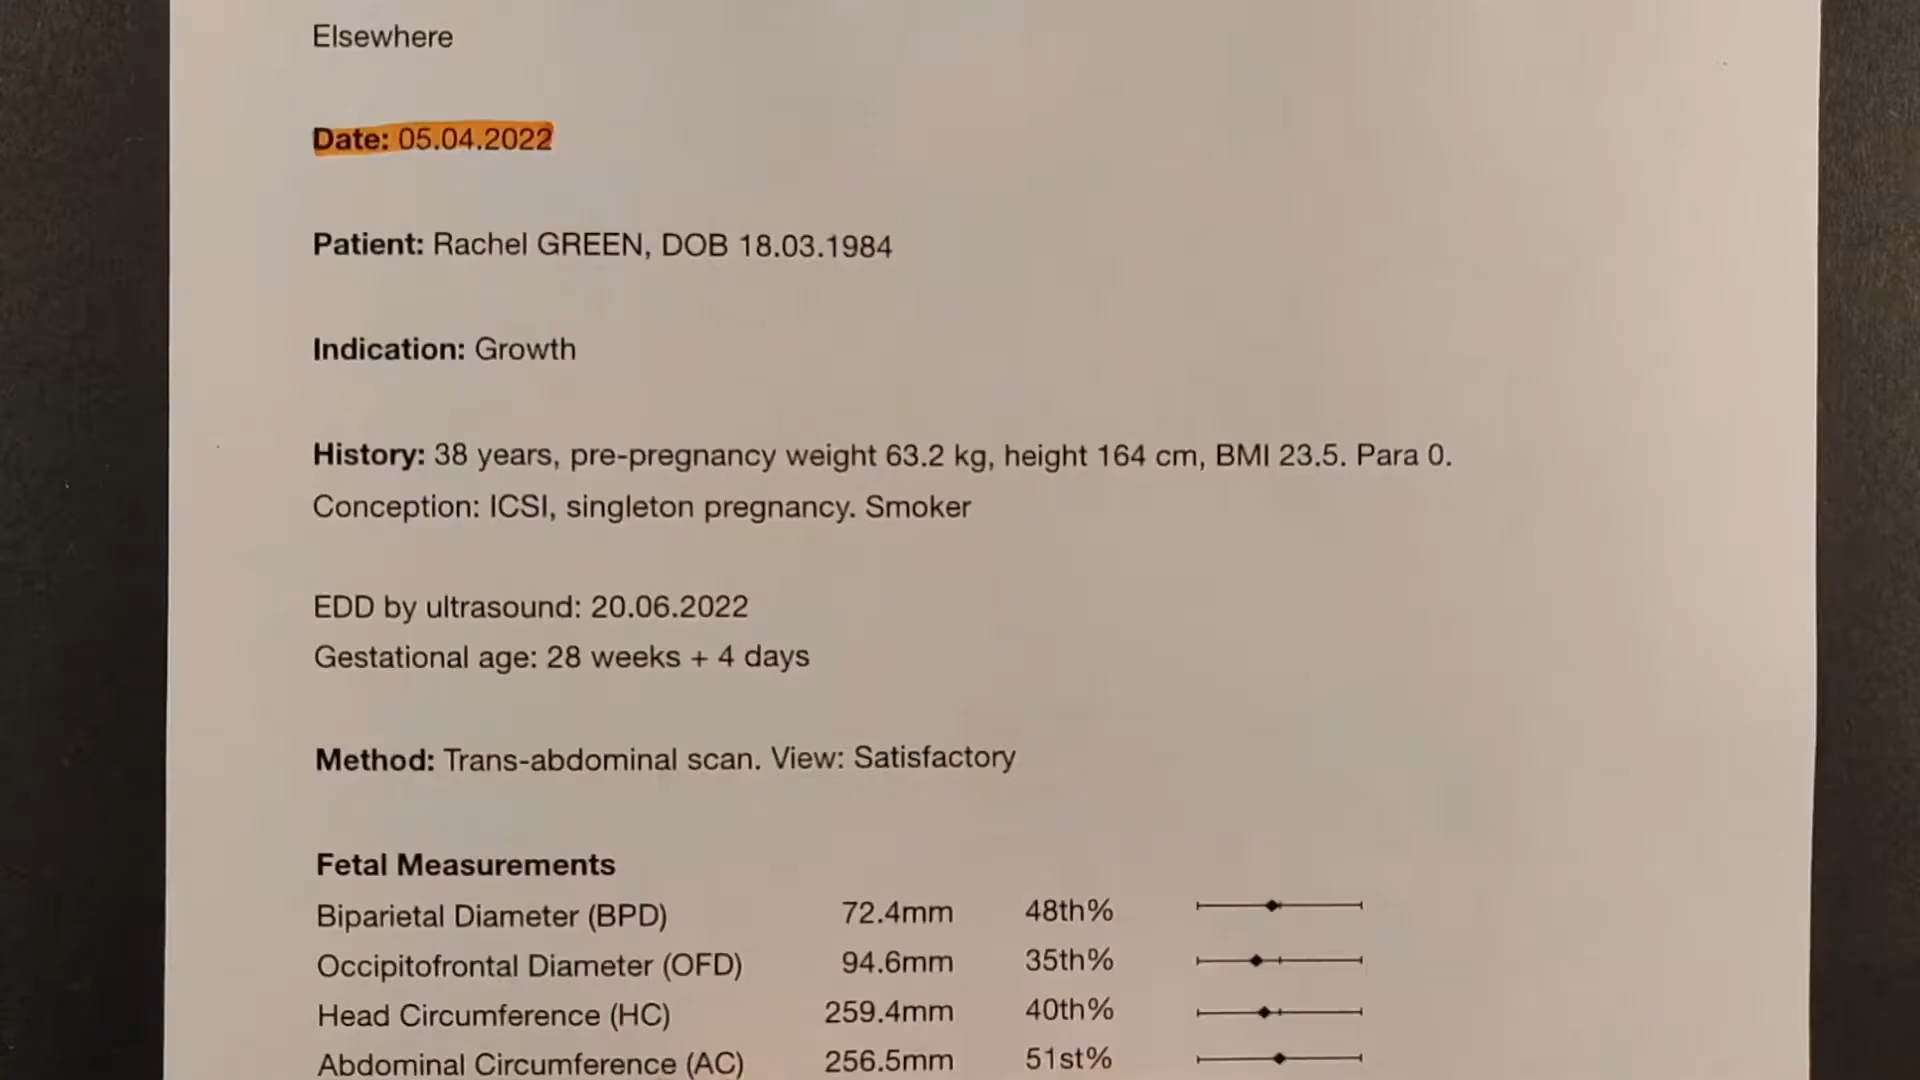 Elsewhere
Date: 05.04.2022
Patient: Rachel GREEN, DOB 18.03.1984
Indication: Growth
History: 38 years, pre-pregnancy weight 63.2 kg, height 164 cm, BMI 23.5. Para 0.
Conception: ICSI, singleton pregnancy. Smoker
EDD by ultrasound: 20.06.2022
Gestational age: 28 weeks + 4 days
Method: Trans-abdominal scan. View: Satisfactory
Fetal Measurements
Biparietal Diameter (BPD) 72.4mm 48th%
Occipitofrontal Diameter (OFD) 94.6mm 35th%
Head Circumference (HC) 259.4mm 40th%
Abdominal Circumference (AC) 256.5mm 51st%